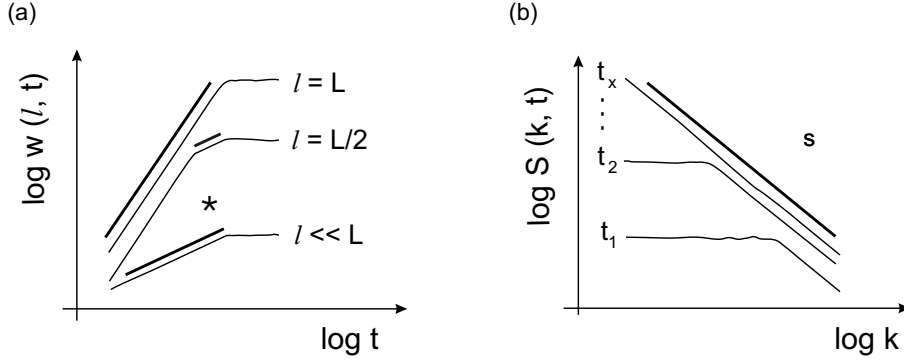 (a)
log w (l, t)
l = L
l = L/2
*
l << L
log t
(b)
log S (k, t)
tx
t2
t1
s
log k